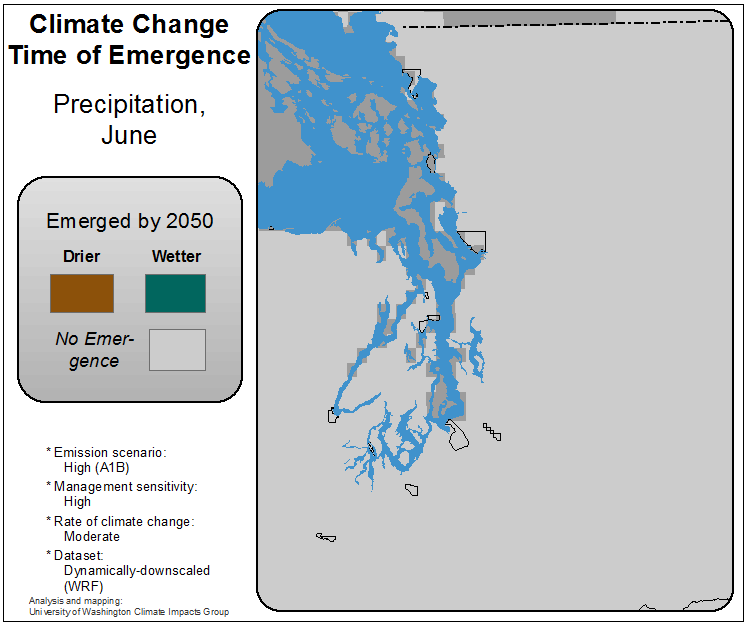 Climate Change
Time of Emergence
Precipitation,
June
Emerged by 2050
Drier
Wetter
No Emer-
gence
* Emission scenario:
High (A1B)
* Management sensitivity:
High
* Rate of climate change:
Moderate
* Dataset:
Dynamically-downscaled
(WRF)
Analysis and mapping:
University of Washington Climate Impacts Group